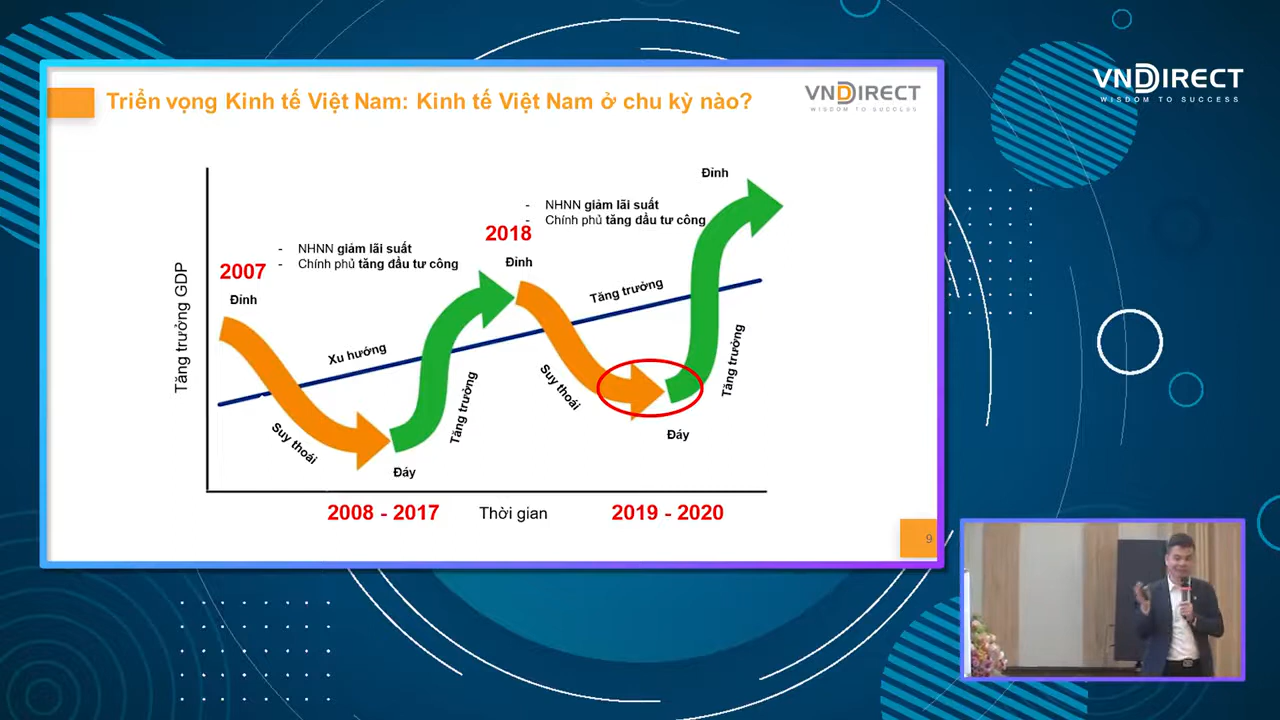 VNDIRECT
WISDOM TO SUCCESS
Triển vọng Kinh tế Việt Nam: Kinh tế Việt Nam ở chu kỳ nào?
VNDIRECT
WISDOM TO SUCCESS
Đỉnh
- NHNN giảm lãi suất
- Chính phủ tăng đầu tư công
2018
- NHNN giảm lãi suất
- Chính phủ tăng đầu tư công
2007
Đỉnh
Đỉnh
Tăng trưởng GDP
Xu hướng
Tăng trưởng
Suy thoái
Tăng trưởng
Suy thoái
Tăng trưởng
Đáy
Đáy
2008 - 2017
Thời gian
2019 - 2020
9